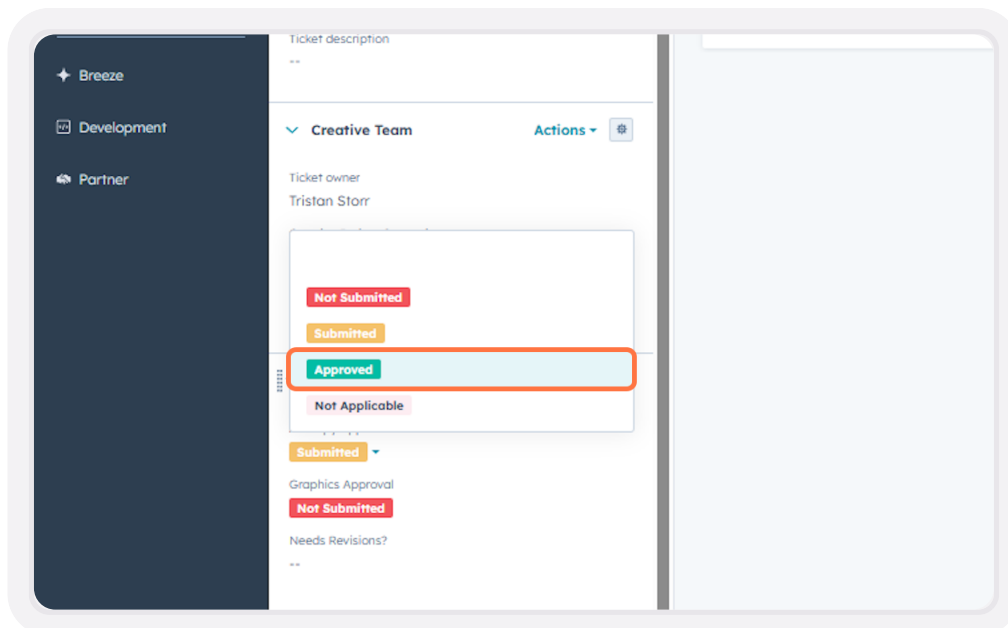 Breeze
Development
Partner
Ticket description
--
Creative Team
Actions
Ticket owner
Tristan Storr
Not Submitted
Submitted
Approved
Not Applicable
Submitted
Graphics Approval
Not Submitted
Needs Revisions?
--